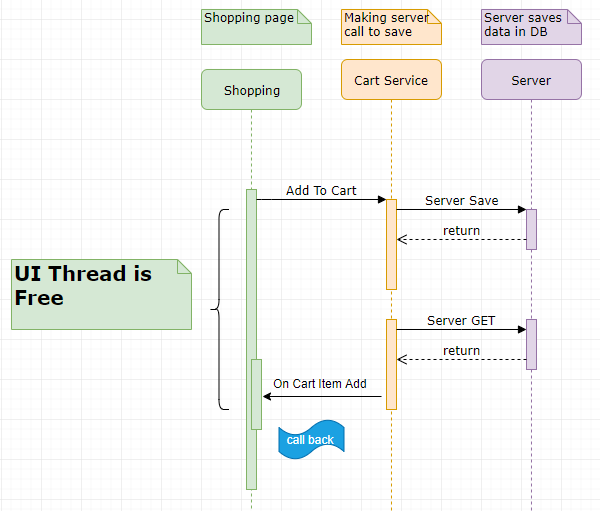 Shopping page
Making server
call to save
Server saves
data in DB
Shopping
Cart Service
Server
Add To Cart
Server Save
return
UI Thread is
Free
Server GET
return
On Cart Item Add
call back